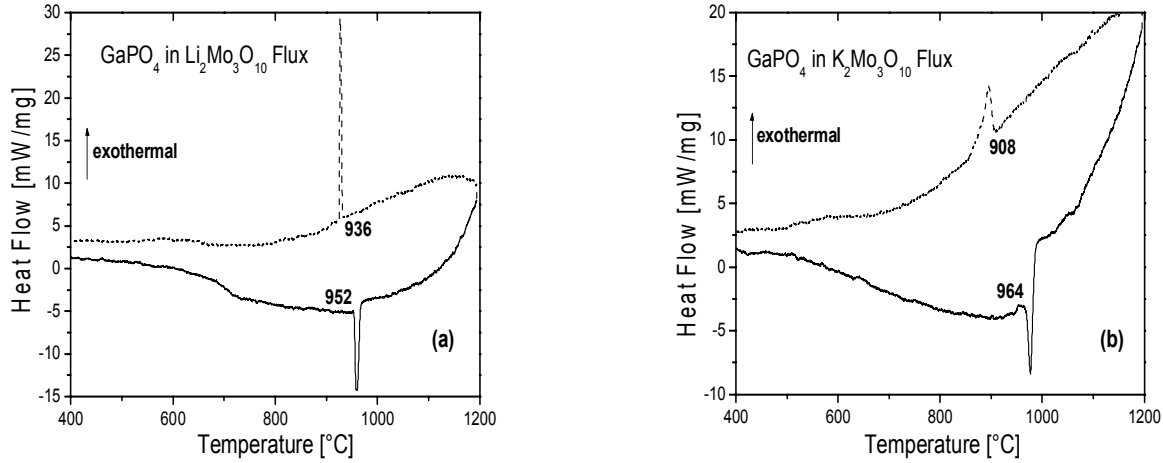 30
25
20
15
10
5
0
-5
-10
-15
Heat Flow [mW/mg]
GaPO₄ in Li₂Mo₃O₁₀ Flux
exothermal
936
952
(a)
400 600 800 1000 1200
Temperature [°C]
20
15
10
5
0
-5
-10
Heat Flow [mW/mg]
GaPO₄ in K₂Mo₃O₁₀ Flux
exothermal
908
964
(b)
400 600 800 1000 1200
Temperature [°C]